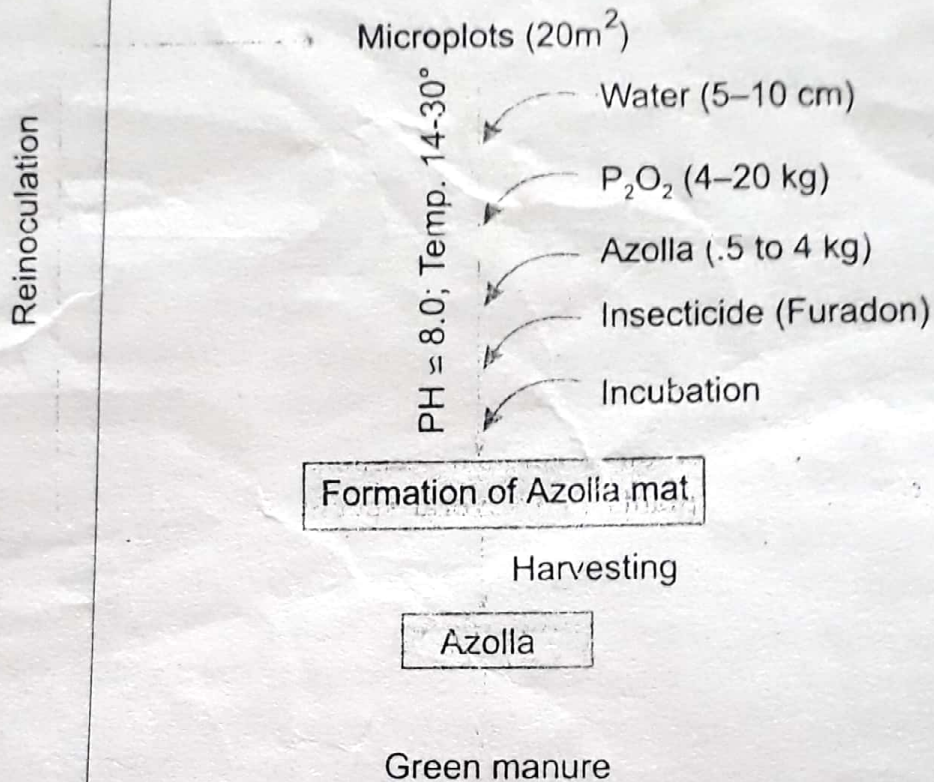 Microplots (20m²)
Water (5–10 cm)
P₂O₂ (4–20 kg)
Azolla (.5 to 4 kg)
Insecticide (Furadon)
Incubation
PH ≤ 8.0; Temp. 14-30°
Reinoculation
Formation of Azolla mat
Harvesting
Azolla
Green manure